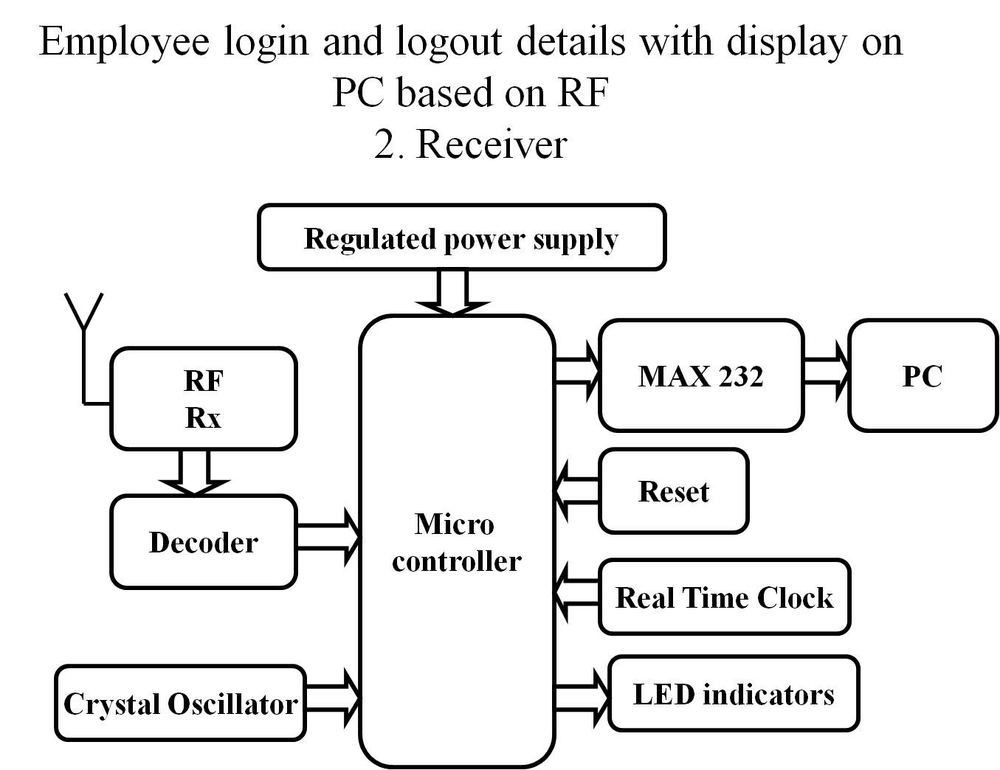 Employee login and logout details with display on
PC based on RF
2. Receiver
Regulated power supply
RF
Rx
MAX 232
PC
Reset
Decoder
Micro
controller
Real Time Clock
Crystal Oscillator
LED indicators